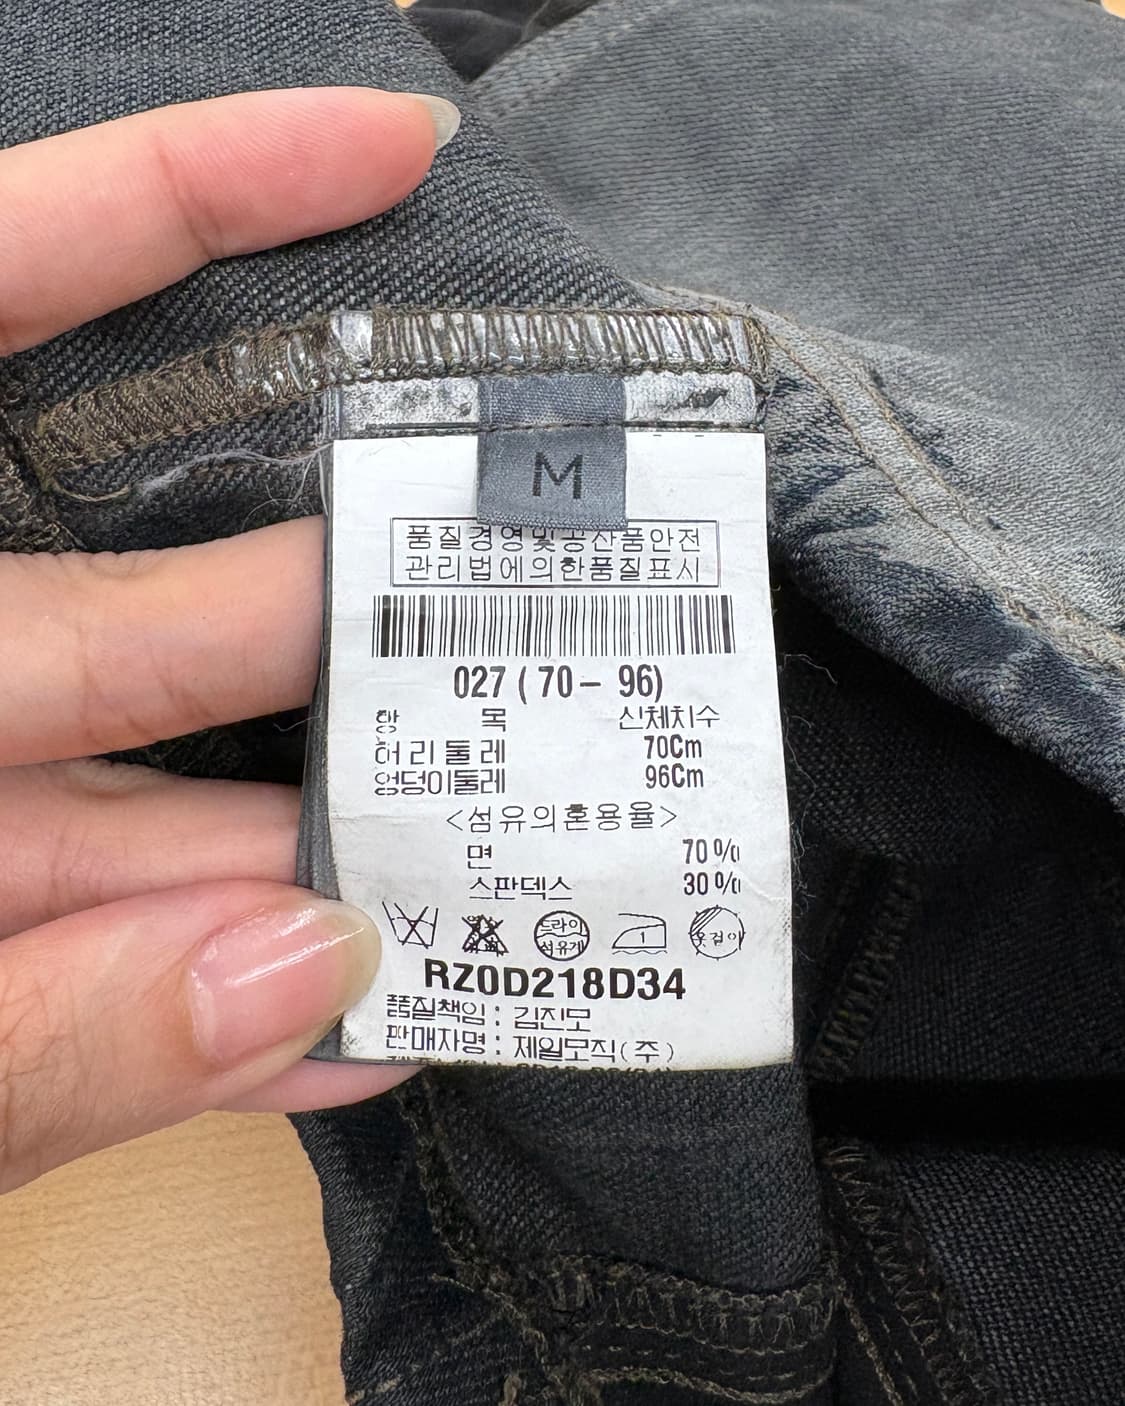 M
품질경영및공산품안전
관리법에의한품질표시
027 ( 70 – 96)
항 목 신체치수
허리둘레 70Cm
엉덩이둘레 96Cm
<섬유의혼용율>
면 70%
스판덱스 30%
드라이
석유계
1
옷걸이
RZ0D218D34
품질책임 : 김진모
판매자명 : 제일모직(주)